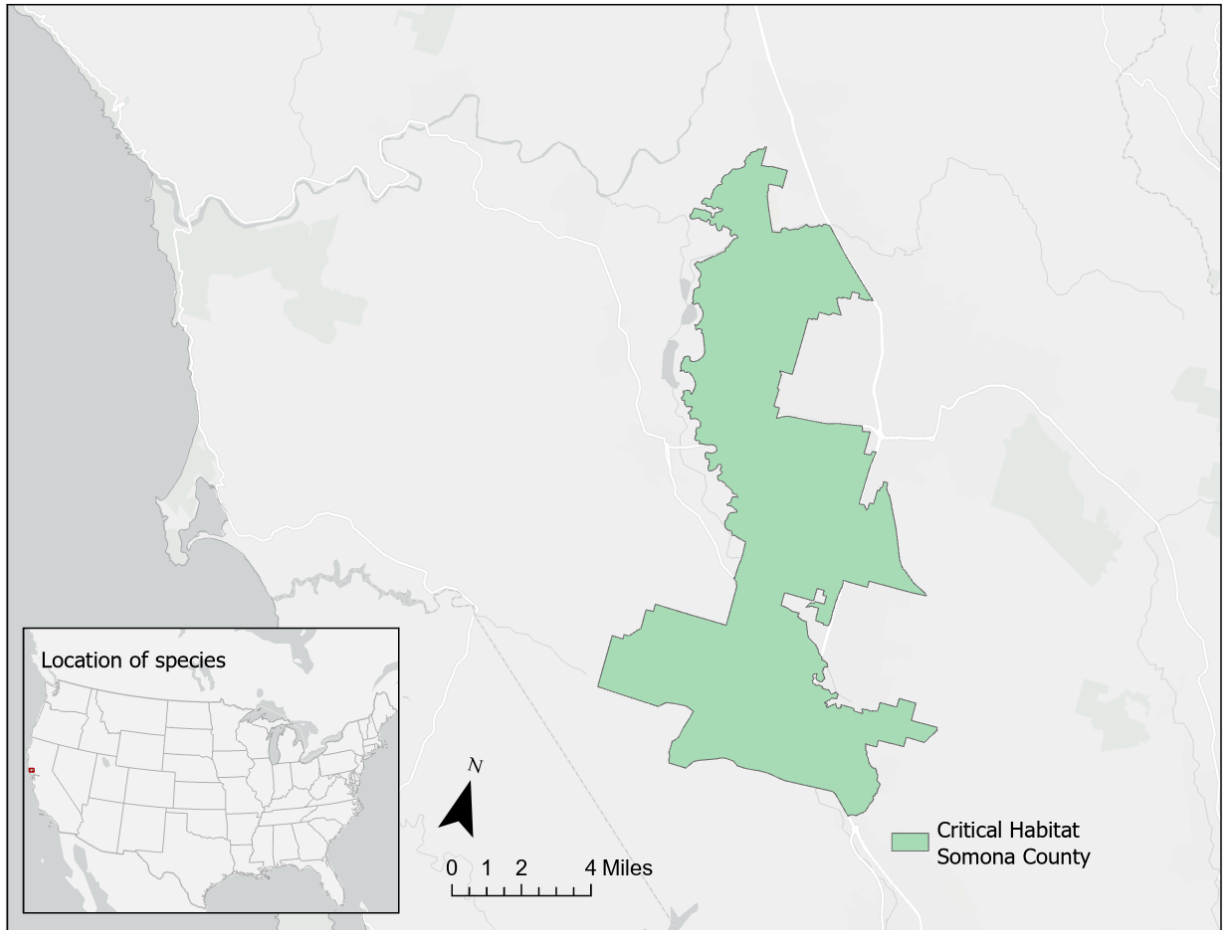 Location of species
N
0 1 2 4 Miles
Critical Habitat
Somona County